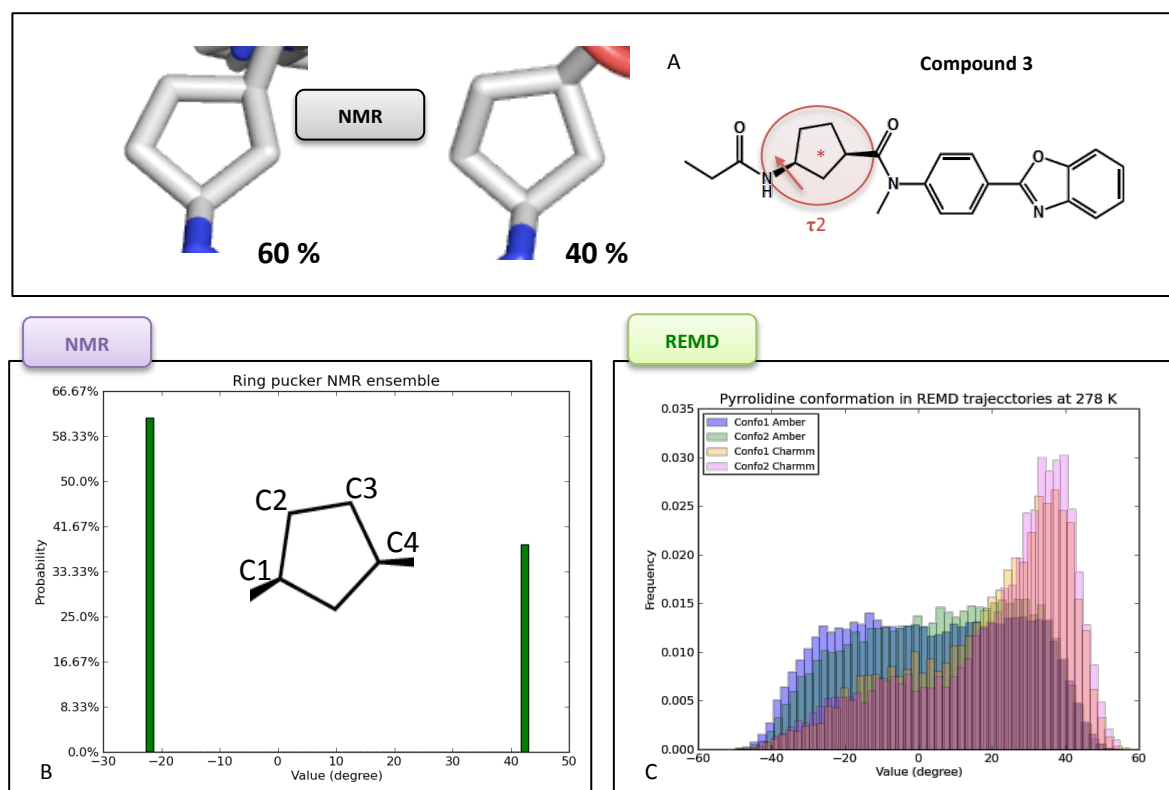 NMR
60 %
40 %
A
Compound 3
O
N
H
*
τ2
O
N
O
N
NMR
Ring pucker NMR ensemble
66.67%
58.33%
50.0%
41.67%
33.33%
25.0%
16.67%
8.33%
0.0%
Probability
C2
C3
C1
C4
−30
−20
−10
0
10
20
30
40
50
Value (degree)
B
REMD
Pyrrolidine conformation in REMD trajecctories at 278 K
Confo1 Amber
Confo2 Amber
Confo1 Charmm
Confo2 Charmm
0.035
0.030
0.025
0.020
0.015
0.010
0.005
0.000
Frequency
−60
−40
−20
0
20
40
60
Value (degree)
C